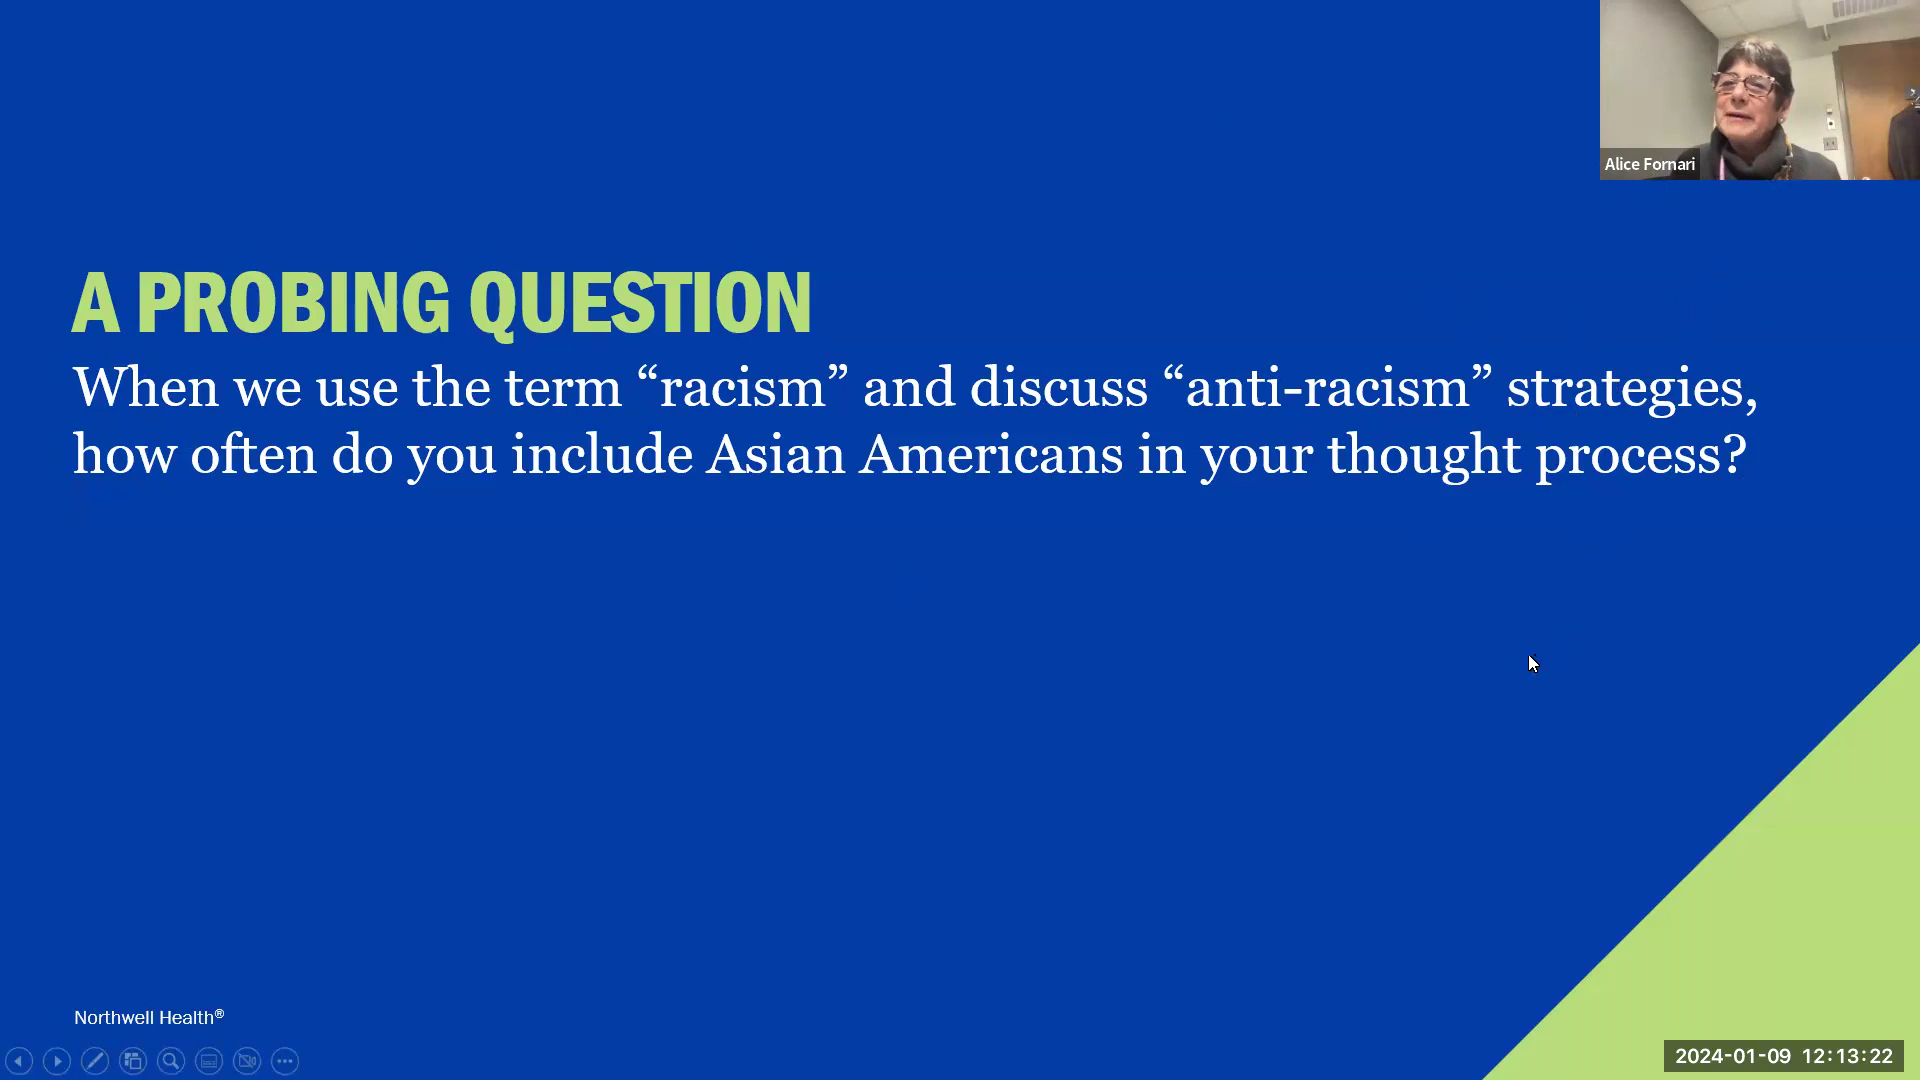 Alice Fornari
A PROBING QUESTION
When we use the term “racism” and discuss “anti-racism” strategies,
how often do you include Asian Americans in your thought process?
Northwell Health®
2024-01-09 12:13:22